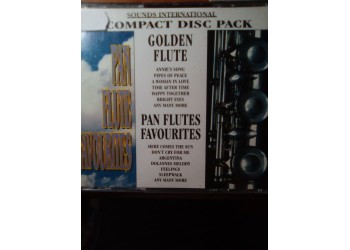 SOUNDS INTERNATIONAL
COMPACT DISC PACK
PAN
FLUTE
FAVOURITES
GOLDEN
FLUTE
ANNIE'S SONG
PIPES OF PEACE
A WOMAN IN LOVE
TIME AFTER TIME
HAPPY TOGETHER
BRIGHT EYES
ANY MANY MORE
PAN FLUTES
FAVOURITES
HERE COMES THE SUN
DON'T CRY FOR ME
ARGENTINA
DOLANNES MELODY
FEELINGS
SLEEPWALK
ANY MANY MORE